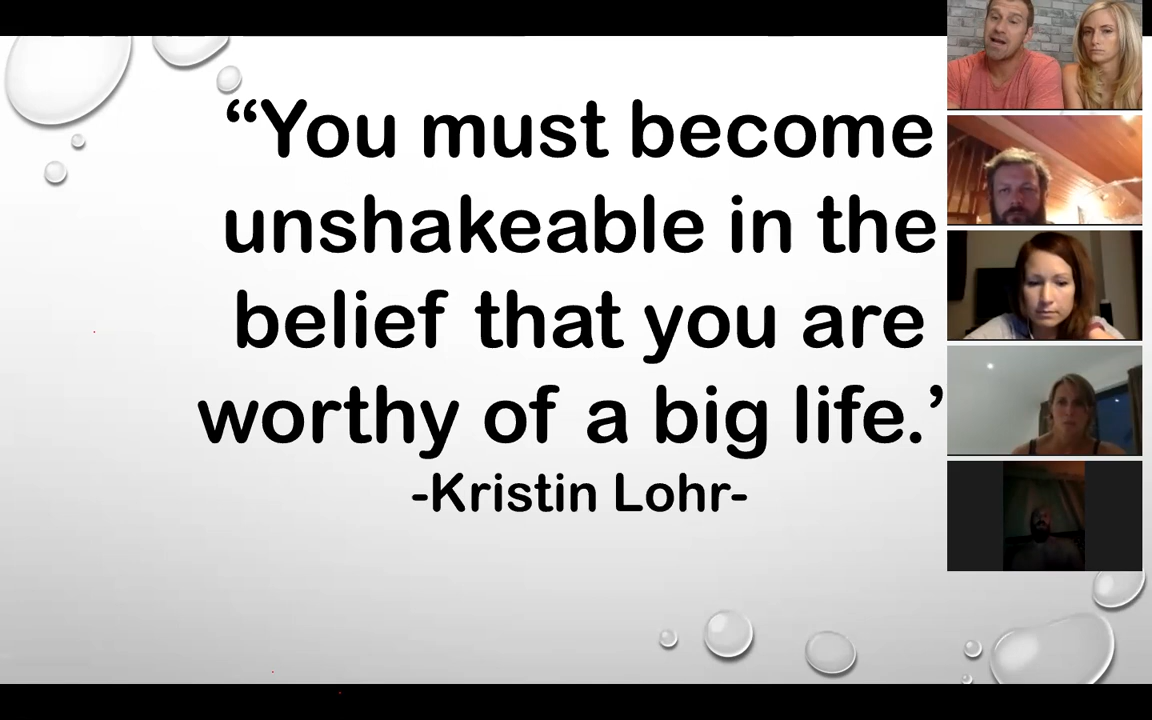 “You must become
unshakeable in the
belief that you are
worthy of a big life.’
-Kristin Lohr-